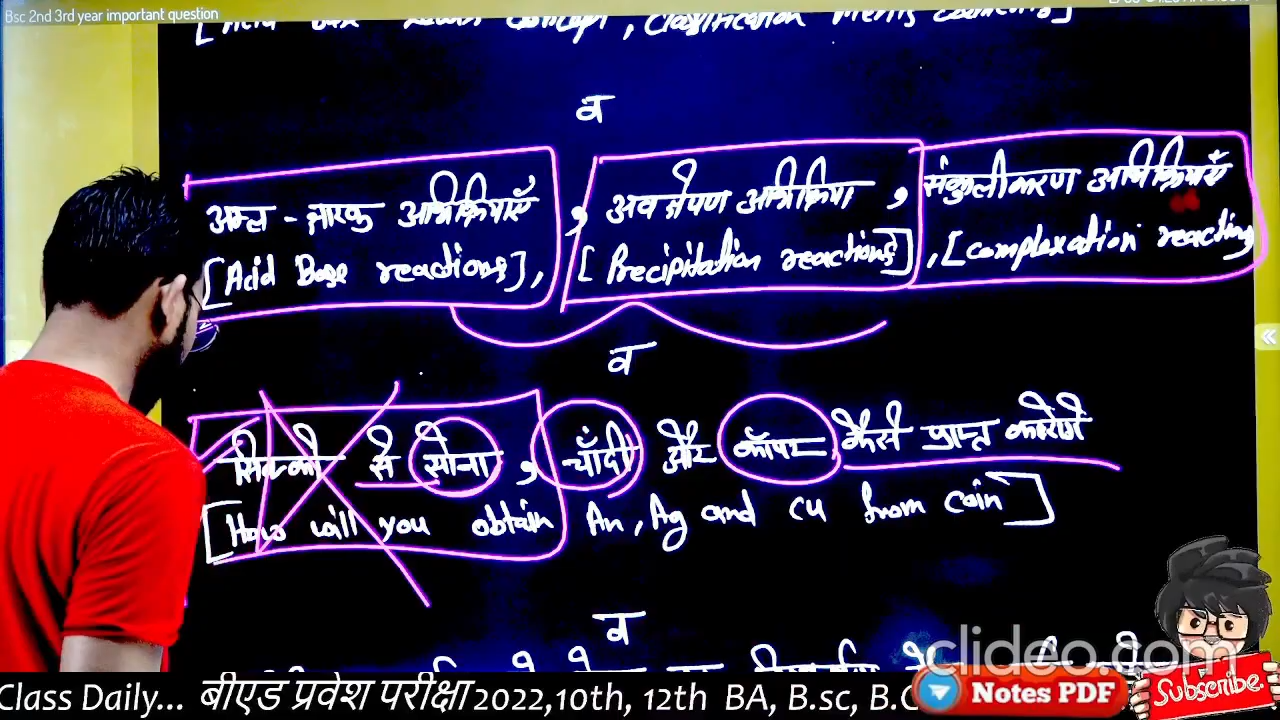 Bsc 2nd 3rd year important question
व
अम्ल - क्षारक अभिक्रियाएँ , अवक्षेपण अभिक्रिया , संकुलीकरण अभिक्रियाएँ
[Acid Base reactions], [Precipitation reactions], [complexation reactions
व
सिक्को से सोना , चाँदी और कॉपर कैसे प्राप्त करोगे
[How will you obtain An, Ag and cu from coin]
व
clideo.com
Class Daily... बीएड प्रवेश परीक्षा 2022,10th, 12th BA, B.sc, B.C
Notes PDF
Subscribe.